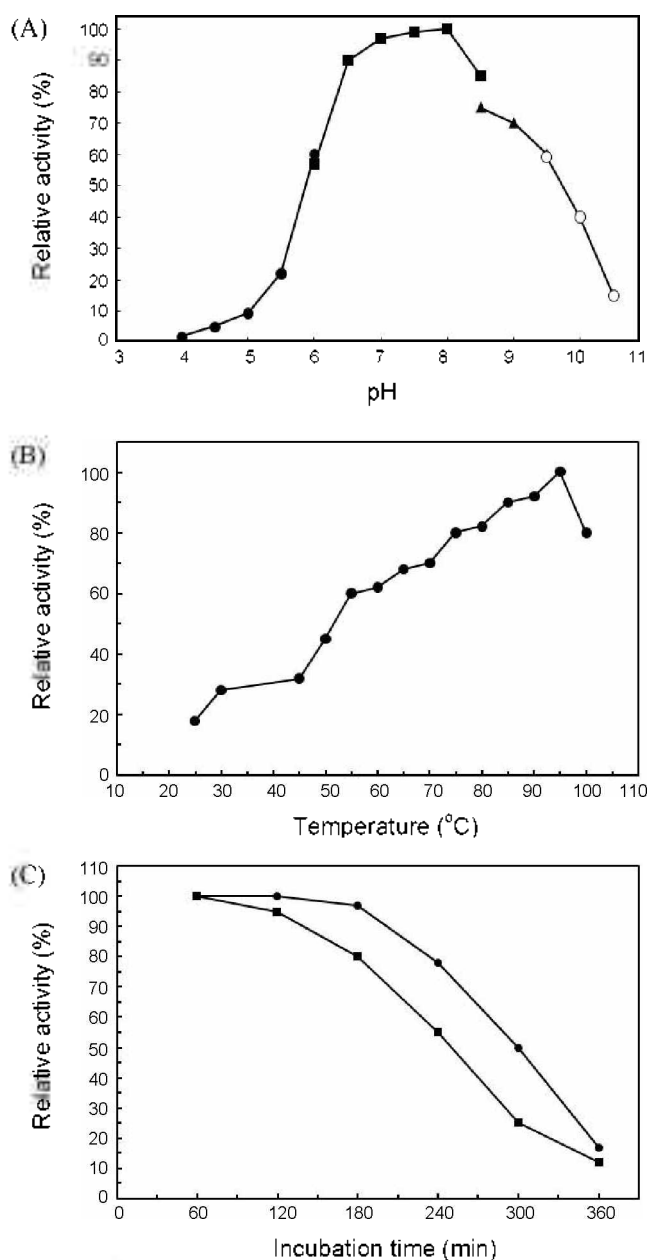 (A)
Relative activity (%)
100
90
80
70
60
50
40
30
20
10
0
3 4 5 6 7 8 9 10 11
pH
(B)
Relative activity (%)
100
80
60
40
20
0
10 20 30 40 50 60 70 80 90 100 110
Temperature (°C)
(C)
Relative activity (%)
110
100
90
80
70
60
50
40
30
20
10
0
0 60 120 180 240 300 360
Incubation time (min)